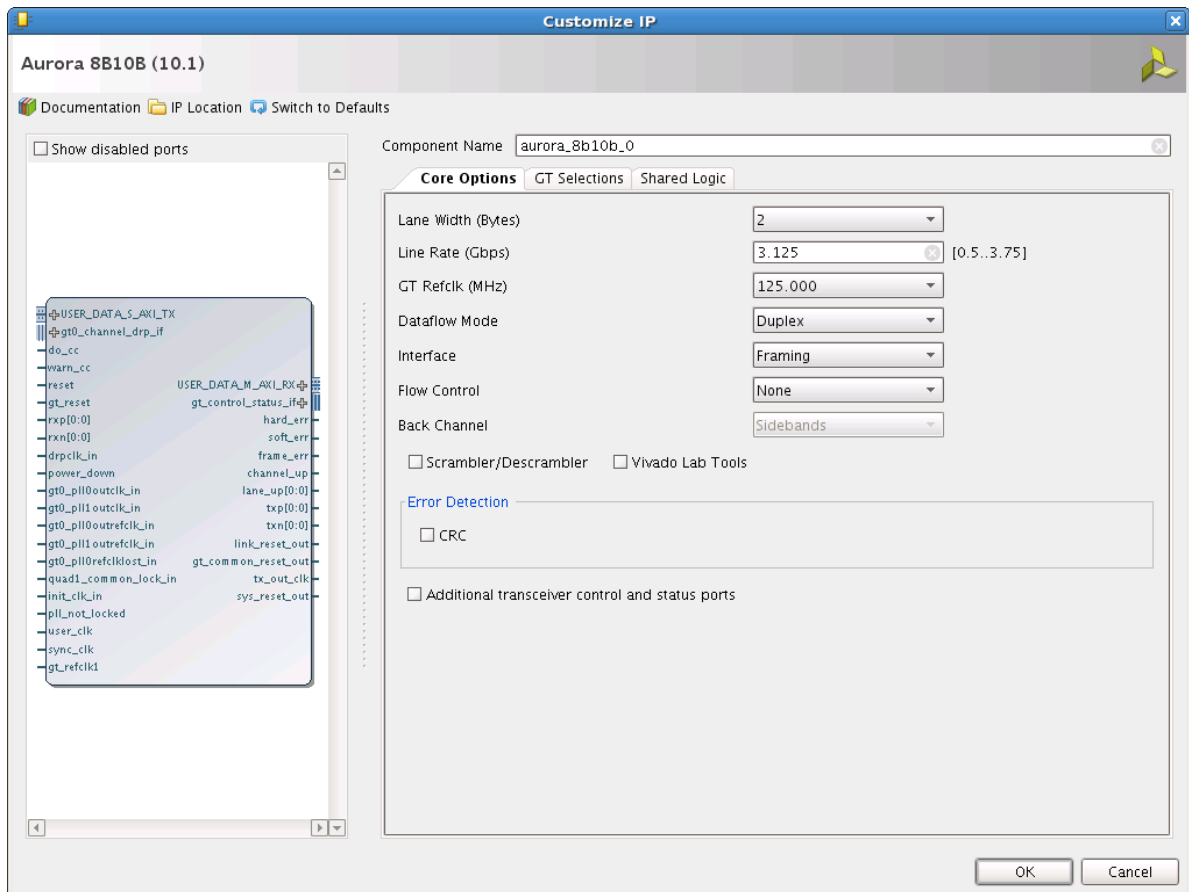 Customize IP
Aurora 8B10B (10.1)
Documentation IP Location Switch to Defaults
Show disabled ports
USER_DATA_S_AXI_TX
gt0_channel_drp_if
do_cc
warn_cc
reset
gt_reset
rxp[0:0]
rxn[0:0]
drpclk_in
power_down
gt0_pll0outclk_in
gt0_pll1outclk_in
gt0_pll0outrefclk_in
gt0_pll1outrefclk_in
gt0_pll0refclklost_in
quad1_common_lock_in
init_clk_in
pll_not_locked
user_clk
sync_clk
gt_refclk1
USER_DATA_M_AXI_RX
gt_control_status_if
hard_err
soft_err
frame_err
channel_up
lane_up[0:0]
txp[0:0]
txn[0:0]
link_reset_out
gt_common_reset_out
tx_out_clk
sys_reset_out
Component Name aurora_8b10b_0
Core Options GT Selections Shared Logic
Lane Width (Bytes) 2
Line Rate (Gbps) 3.125 [0.5..3.75]
GT Refclk (MHz) 125.000
Dataflow Mode Duplex
Interface Framing
Flow Control None
Back Channel Sidebands
Scrambler/Descrambler Vivado Lab Tools
Error Detection
CRC
Additional transceiver control and status ports
OK Cancel